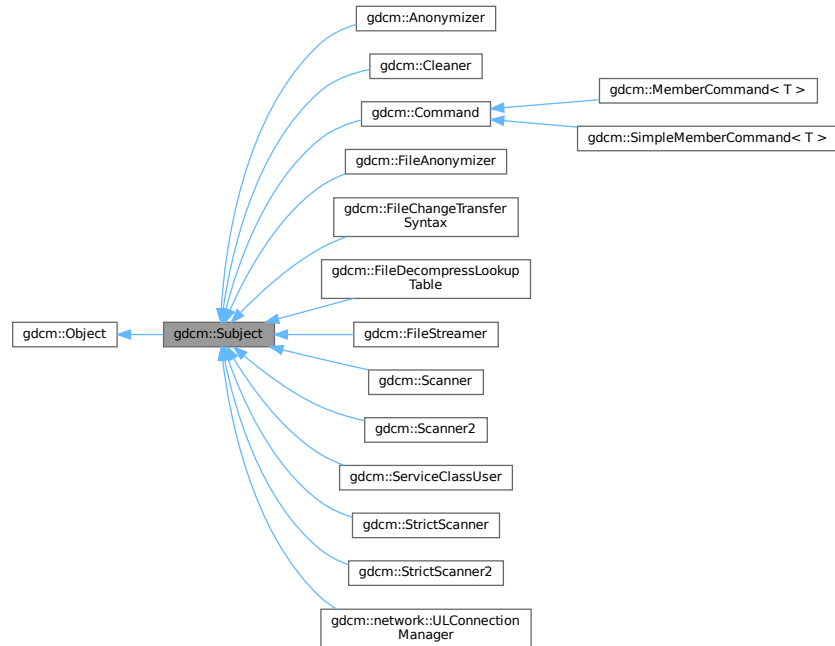 gdcm::Anonymizer
gdcm::Cleaner
gdcm::MemberCommand< T >
gdcm::Command
gdcm::SimpleMemberCommand< T >
gdcm::FileAnonymizer
gdcm::FileChangeTransfer
Syntax
gdcm::FileDecompressLookup
Table
gdcm::Object
gdcm::Subject
gdcm::FileStreamer
gdcm::Scanner
gdcm::Scanner2
gdcm::ServiceClassUser
gdcm::StrictScanner
gdcm::StrictScanner2
gdcm::network::ULConnection
Manager